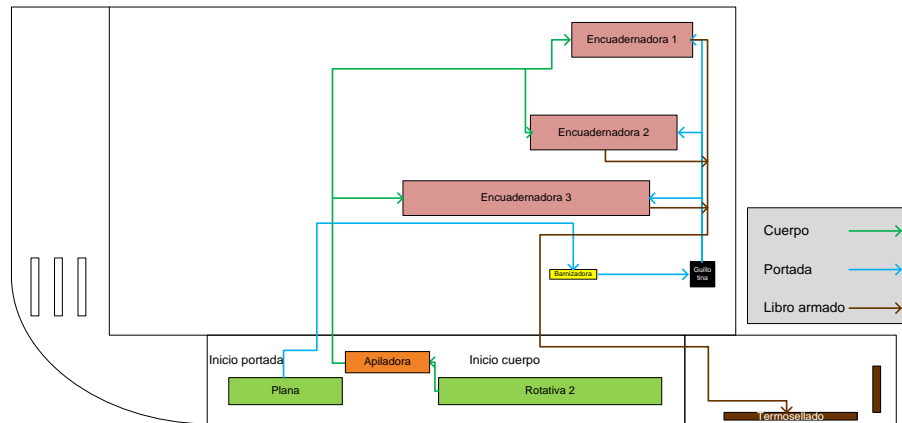 Encuadernadora 1
Encuadernadora 2
Encuadernadora 3
Cuerpo
Portada
Libro armado
Barnizadora
Guillo
tina
Inicio portada
Apiladora
Inicio cuerpo
Plana
Rotativa 2
Termosellado